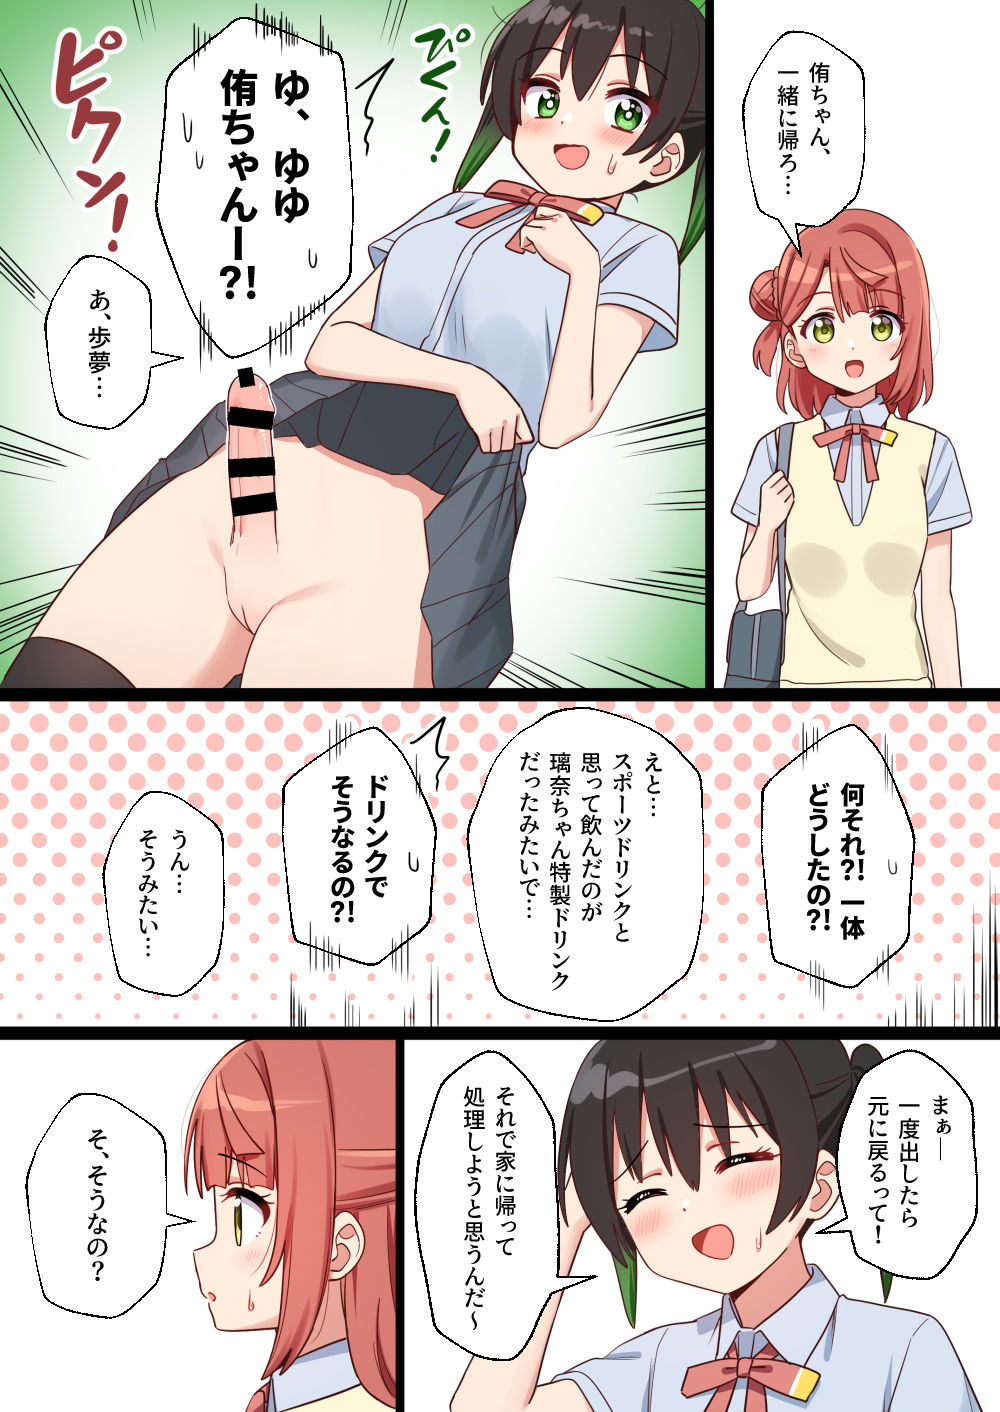 侑ちゃん、
一緒に帰ろ…
ぴくん!
ゆ、ゆゆ
侑ちゃんー?!
ピクン!
あ、歩夢…
何それ?!一体
どうしたの?!
えと…
スポーツドリンクと
思って飲んだのが
璃奈ちゃん特製ドリンク
だったみたいで…
ドリンクで
そうなるの?!
うん…
そうみたい…
まぁ―
一度出したら
元に戻るって!
それで家に帰って
処理しようと思うんだ～
そ、そうなの?